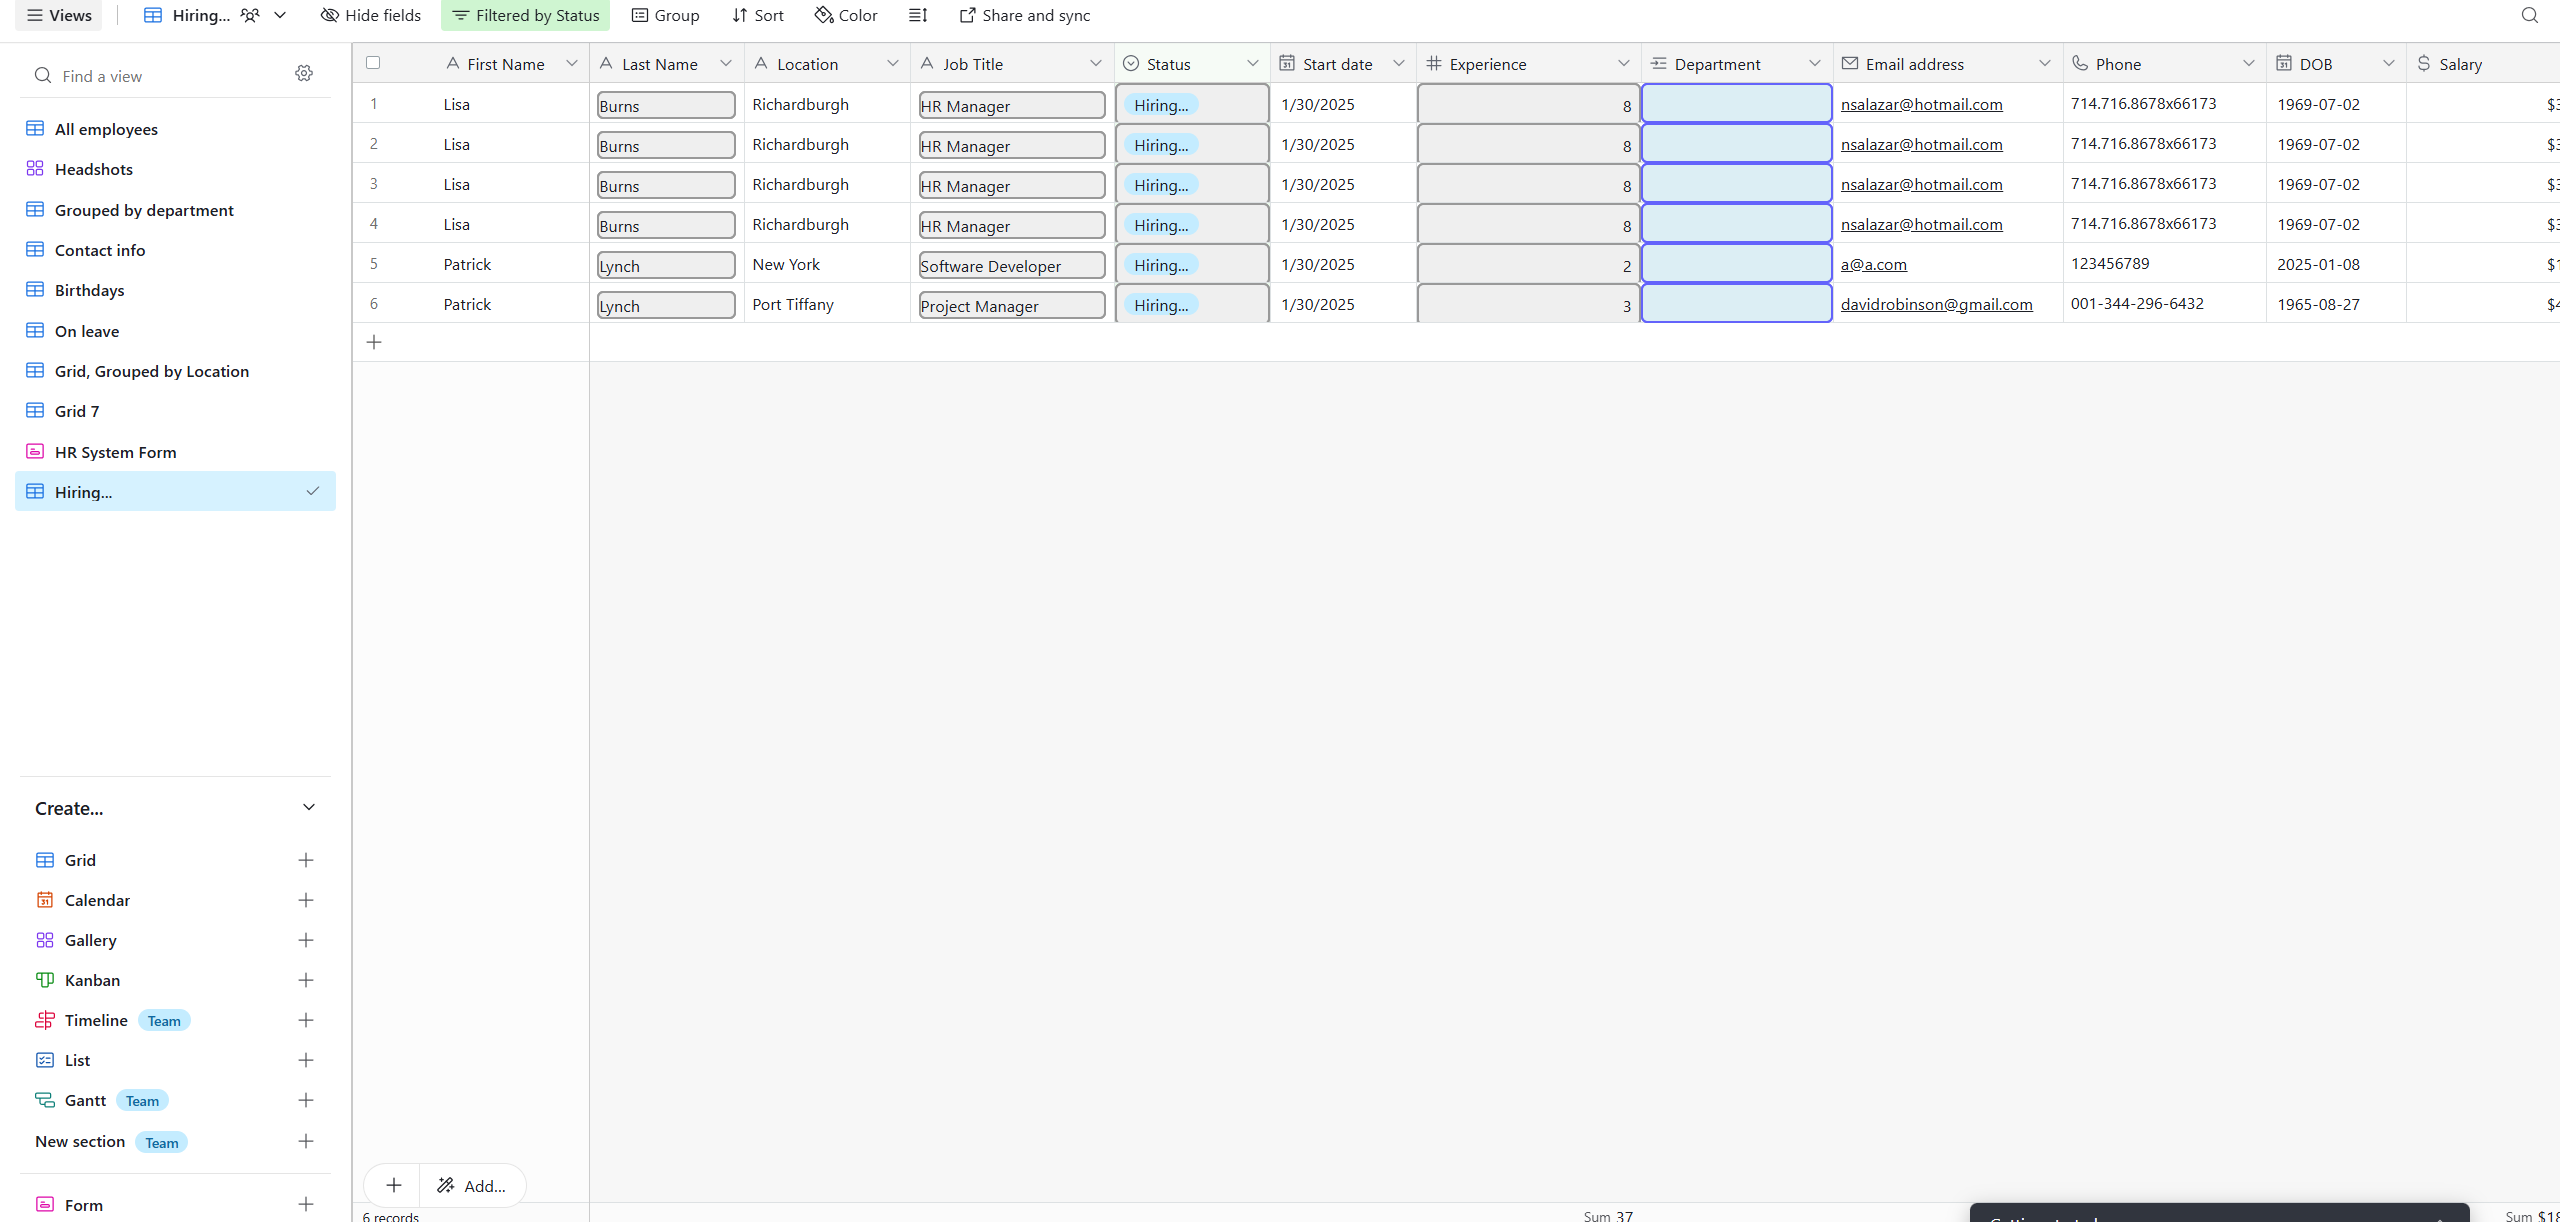 Views
Hiring...
Hide fields
Filtered by Status
Group
Sort
Color
Share and sync
Find a view
All employees
Headshots
Grouped by department
Contact info
Birthdays
On leave
Grid, Grouped by Location
Grid 7
HR System Form
Hiring...
Create...
Grid
Calendar
Gallery
Kanban
Timeline Team
List
Gantt Team
New section Team
Form
First Name Last Name Location Job Title Status Start date Experience Department Email address Phone DOB Salary
1 Lisa Burns Richardburgh HR Manager Hiring... 1/30/2025 8 nsalazar@hotmail.com 714.716.8678x66173 1969-07-02
2 Lisa Burns Richardburgh HR Manager Hiring... 1/30/2025 8 nsalazar@hotmail.com 714.716.8678x66173 1969-07-02
3 Lisa Burns Richardburgh HR Manager Hiring... 1/30/2025 8 nsalazar@hotmail.com 714.716.8678x66173 1969-07-02
4 Lisa Burns Richardburgh HR Manager Hiring... 1/30/2025 8 nsalazar@hotmail.com 714.716.8678x66173 1969-07-02
5 Patrick Lynch New York Software Developer Hiring... 1/30/2025 2 a@a.com 123456789 2025-01-08
6 Patrick Lynch Port Tiffany Project Manager Hiring... 1/30/2025 3 davidrobinson@gmail.com 001-344-296-6432 1965-08-27
Add...
6 records Sum 37 Sum